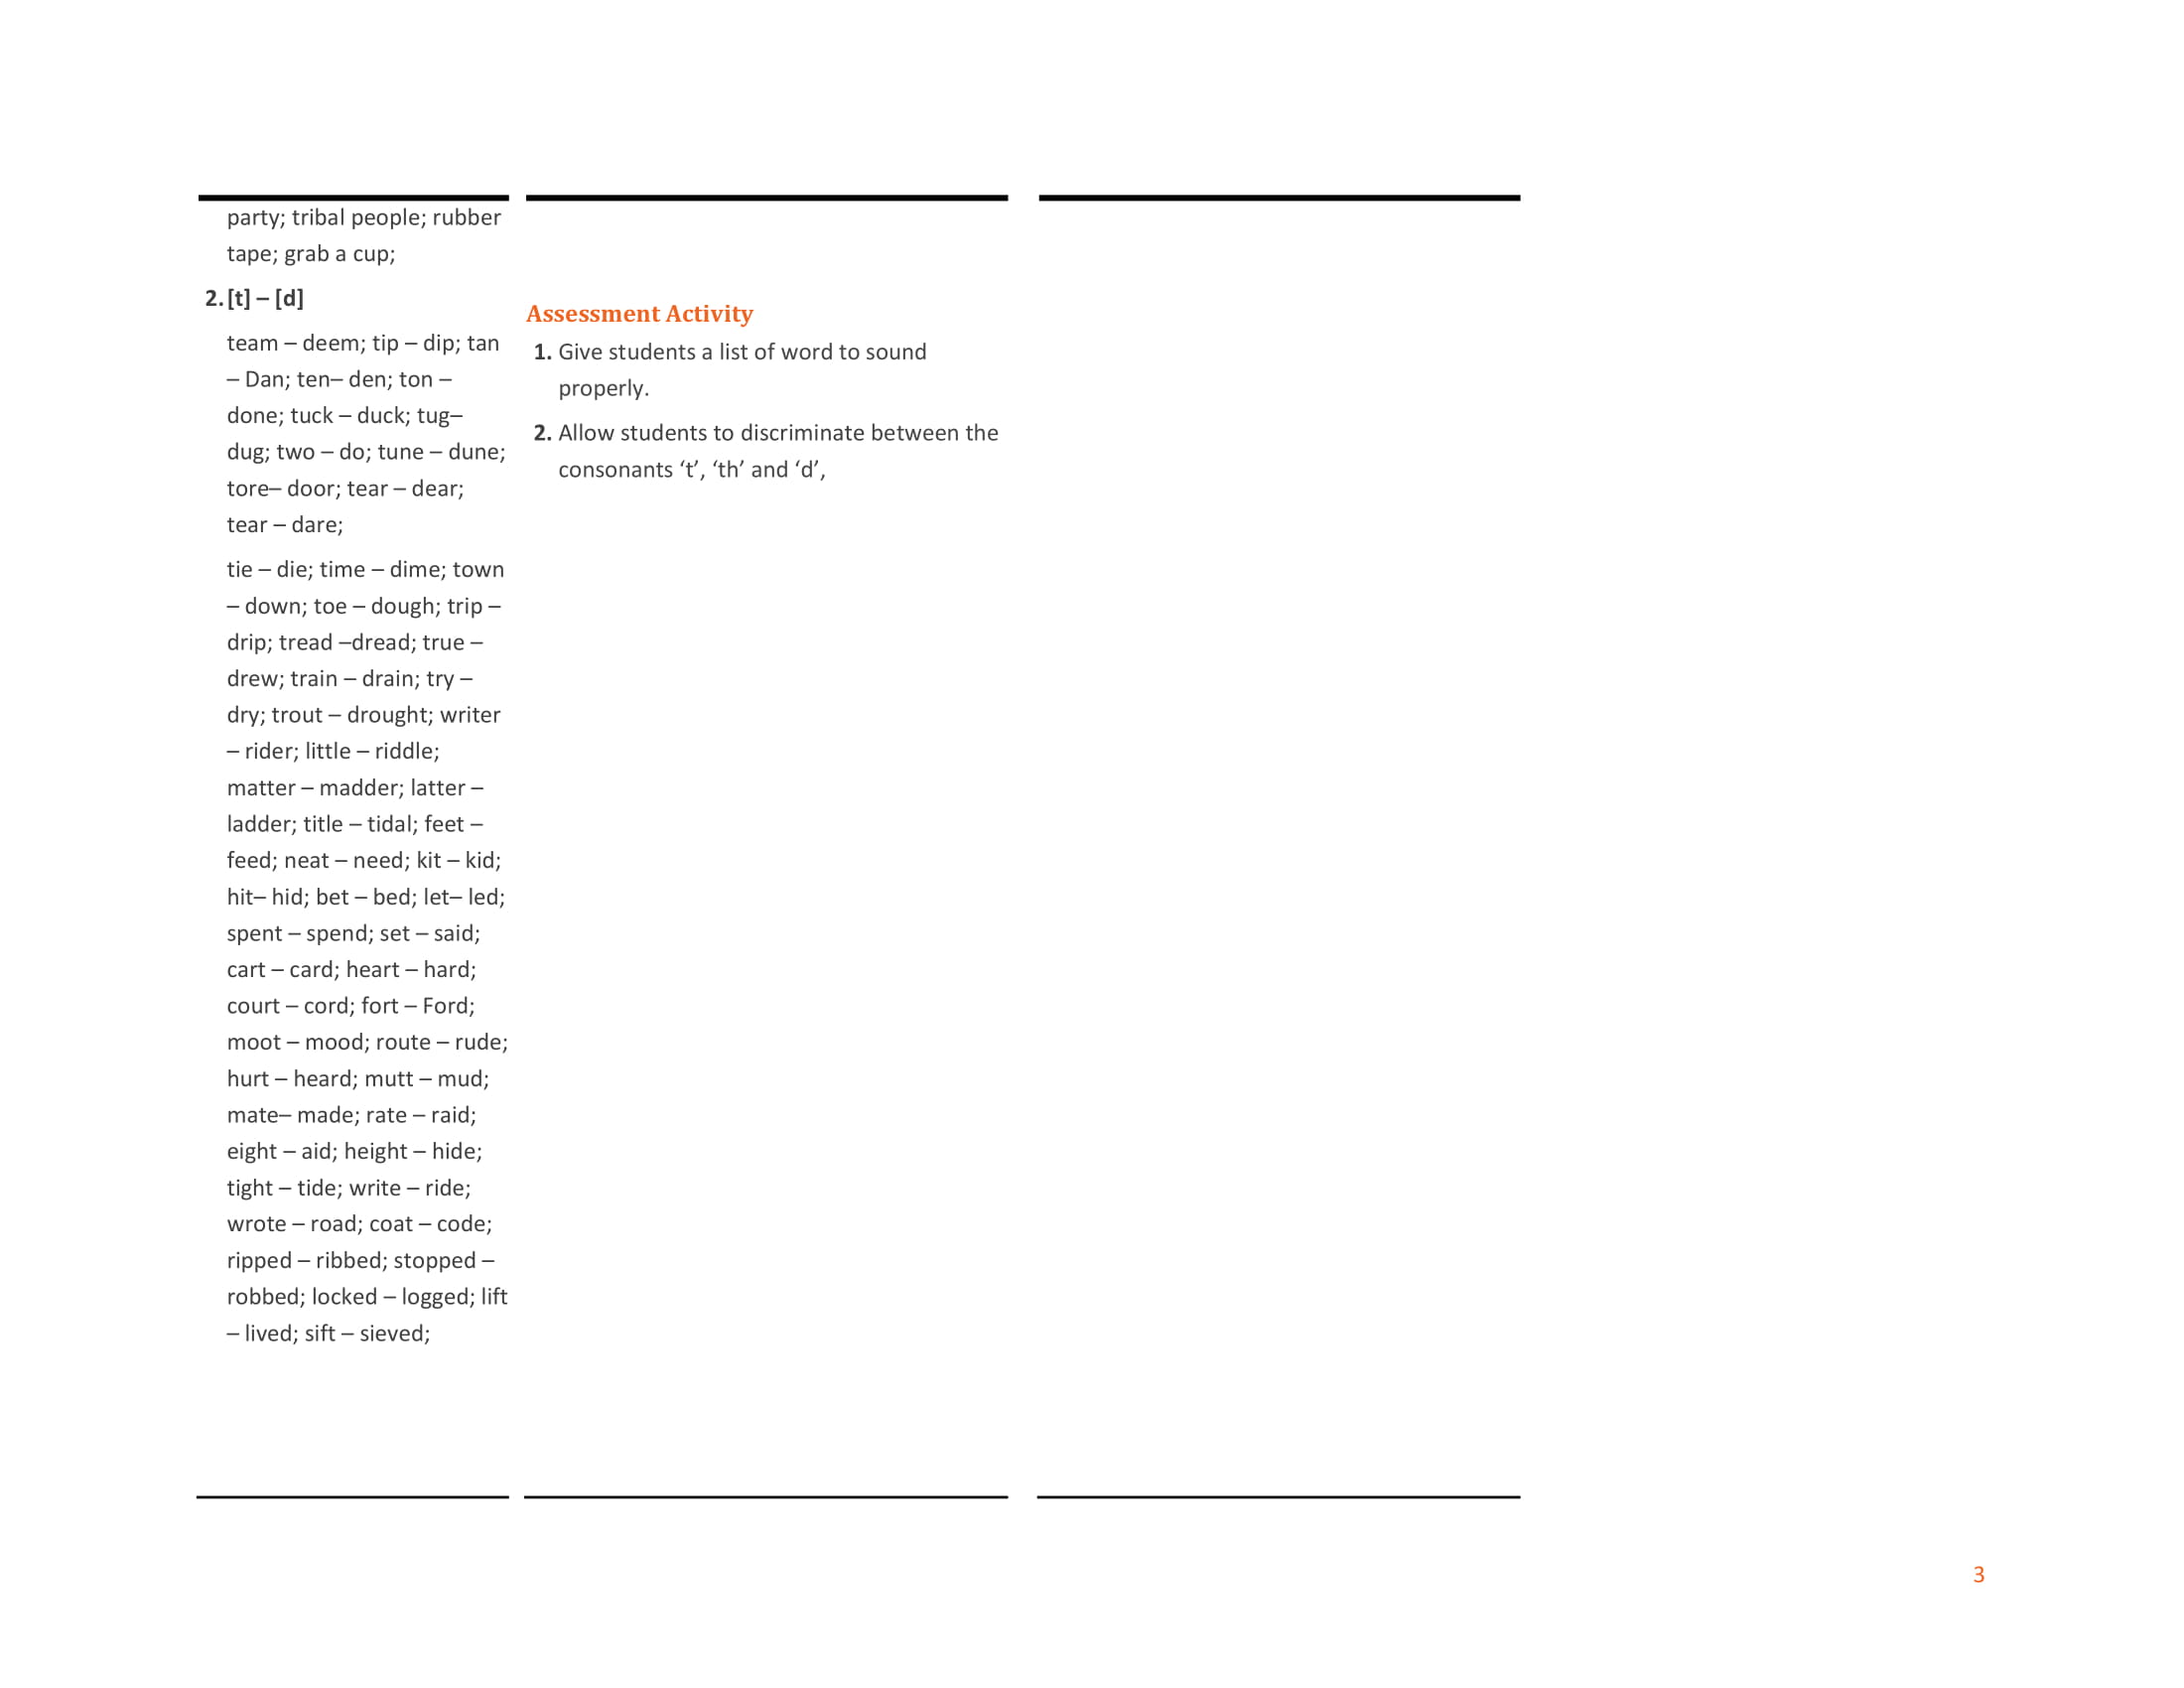 party; tribal people; rubber
tape; grab a cup;
2. [t] – [d]
team – deem; tip – dip; tan
– Dan; ten– den; ton –
done; tuck – duck; tug–
dug; two – do; tune – dune;
tore– door; tear – dear;
tear – dare;
tie – die; time – dime; town
– down; toe – dough; trip –
drip; tread –dread; true –
drew; train – drain; try –
dry; trout – drought; writer
– rider; little – riddle;
matter – madder; latter –
ladder; title – tidal; feet –
feed; neat – need; kit – kid;
hit– hid; bet – bed; let– led;
spent – spend; set – said;
cart – card; heart – hard;
court – cord; fort – Ford;
moot – mood; route – rude;
hurt – heard; mutt – mud;
mate– made; rate – raid;
eight – aid; height – hide;
tight – tide; write – ride;
wrote – road; coat – code;
ripped – ribbed; stopped –
robbed; locked – logged; lift
– lived; sift – sieved;
Assessment Activity
1. Give students a list of word to sound
properly.
2. Allow students to discriminate between the
consonants ‘t’, ‘th’ and ‘d’,
3